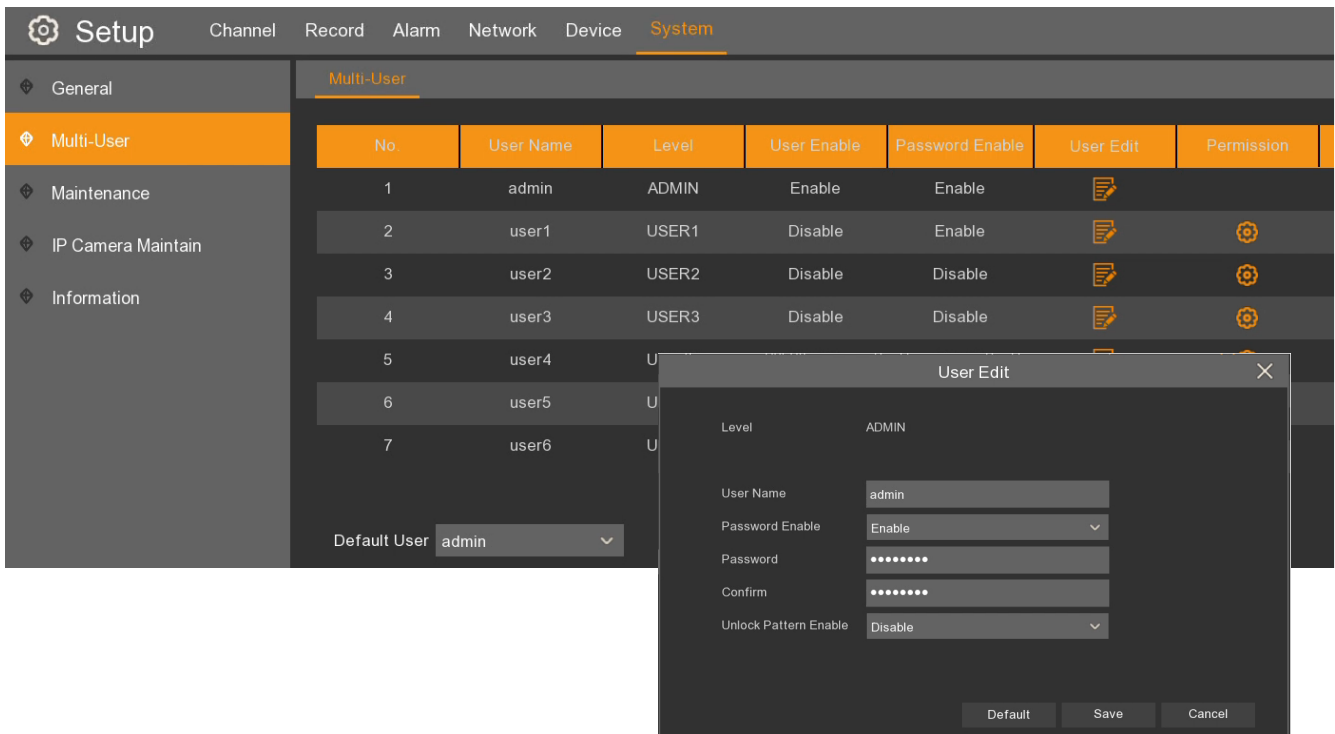 Setup Channel Record Alarm Network Device System
General
Multi-User
Maintenance
IP Camera Maintain
Information
Multi-User
No. User Name Level User Enable Password Enable User Edit Permission
1 admin ADMIN Enable Enable
2 user1 USER1 Disable Enable
3 user2 USER2 Disable Disable
4 user3 USER3 Disable Disable
5 user4 U
6 user5 U
7 user6 U
Default User admin
User Edit
Level ADMIN
User Name admin
Password Enable Enable
Password ••••••••
Confirm ••••••••
Unlock Pattern Enable Disable
Default Save Cancel